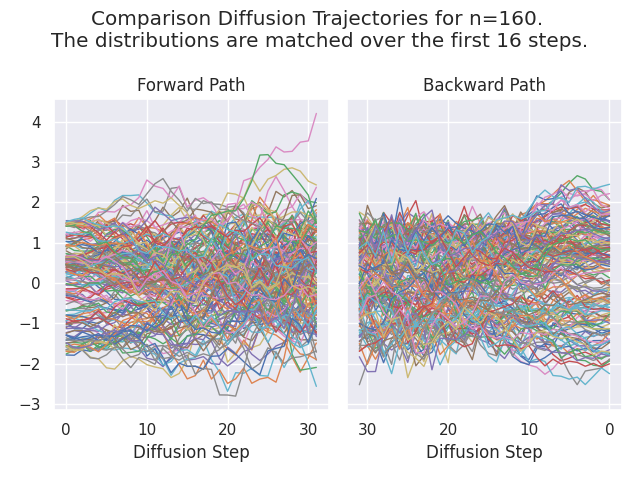 Comparison Diffusion Trajectories for n=160.
The distributions are matched over the first 16 steps.
Forward Path
Backward Path
4
3
2
1
0
−1
−2
−3
0 10 20 30
30 20 10 0
Diffusion Step
Diffusion Step